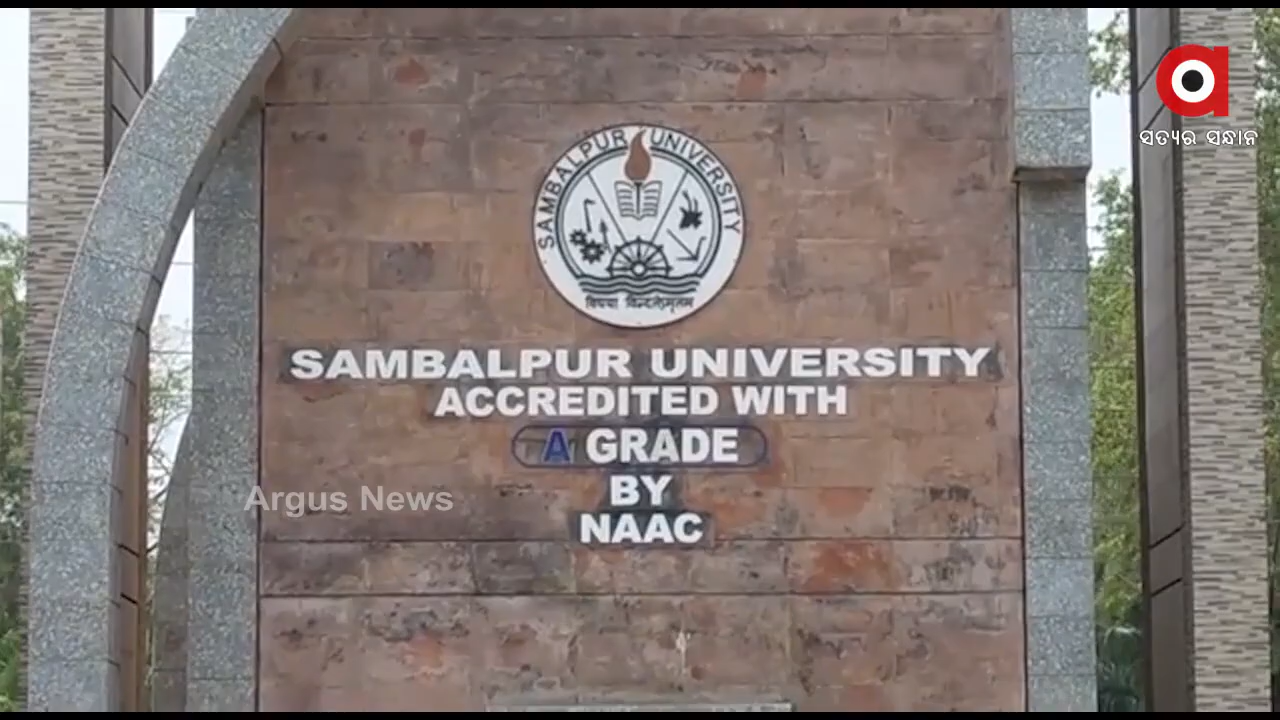 ସତ୍ୟର ସନ୍ଧାନ
SAMBALPUR UNIVERSITY
SAMBALPUR UNIVERSITY
ACCREDITED WITH
A GRADE
BY
NAAC
Argus News